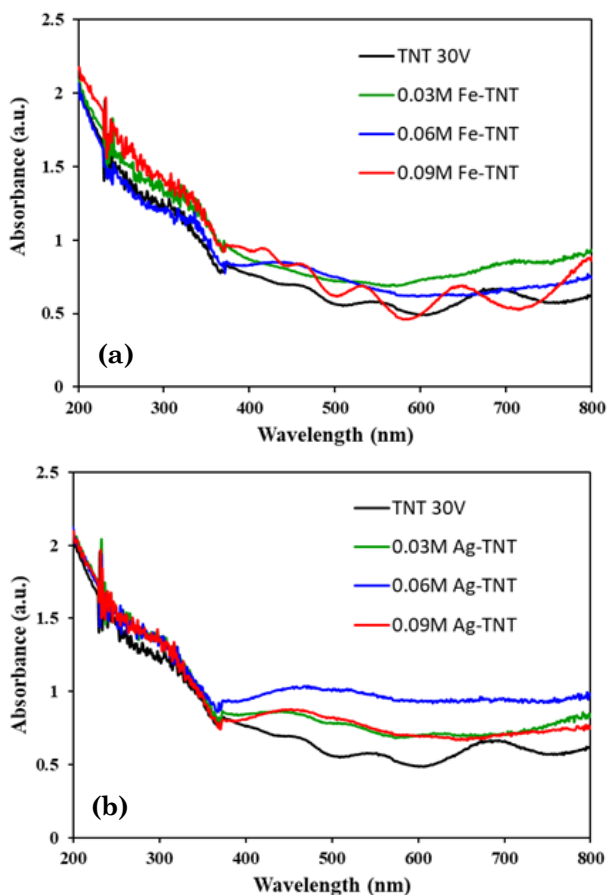 2.5
2
1.5
1
0.5
0
Absorbance (a.u.)
TNT 30V
0.03M Fe-TNT
0.06M Fe-TNT
0.09M Fe-TNT
(a)
200 300 400 500 600 700 800
Wavelength (nm)
2.5
2
1.5
1
0.5
0
Absorbance (a.u.)
TNT 30V
0.03M Ag-TNT
0.06M Ag-TNT
0.09M Ag-TNT
(b)
200 300 400 500 600 700 800
Wavelength (nm)